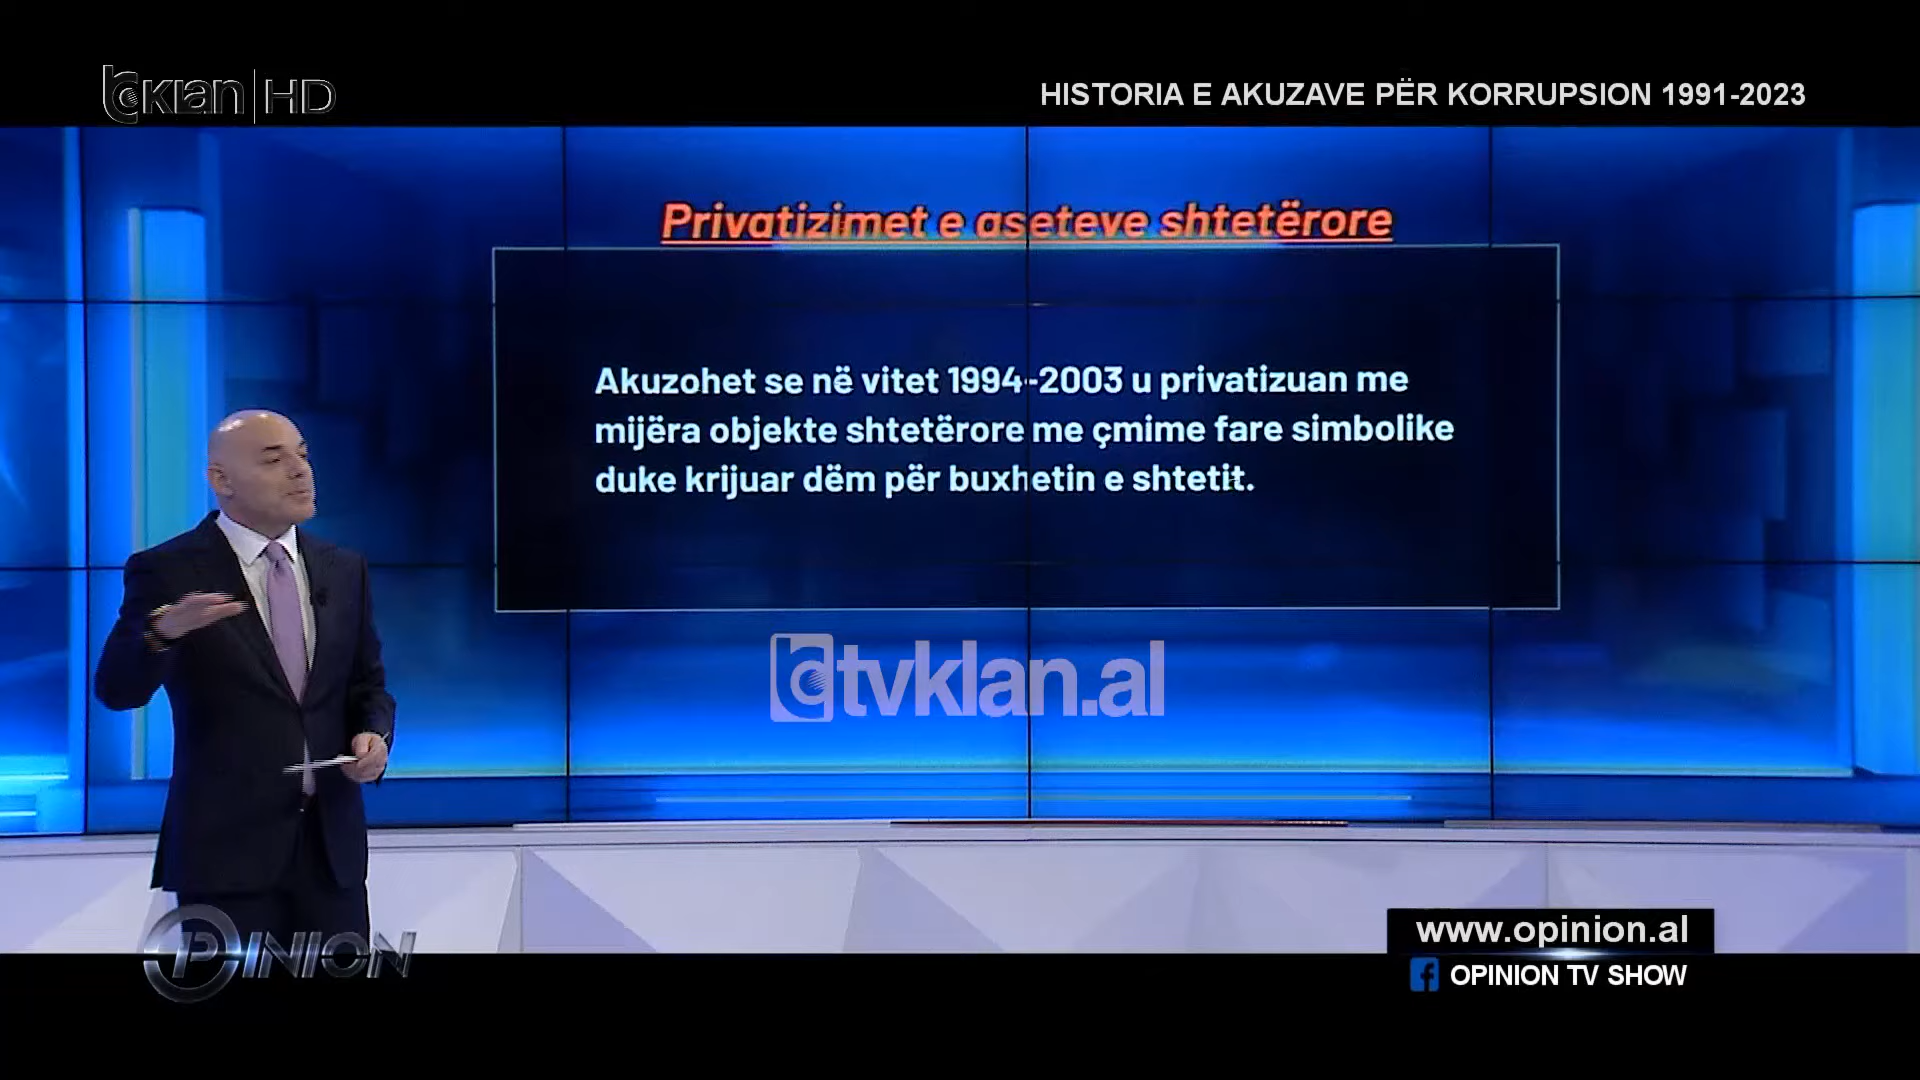 tvklan HD
HISTORIA E AKUZAVE PËR KORRUPSION 1991-2023
Privatizimet e aseteve shtetërore
Akuzohet se në vitet 1994-2003 u privatizuan me
mijëra objekte shtetërore me çmime fare simbolike
duke krijuar dëm për buxhetin e shtetit.
tvklan.al
OPINION
www.opinion.al
OPINION TV SHOW